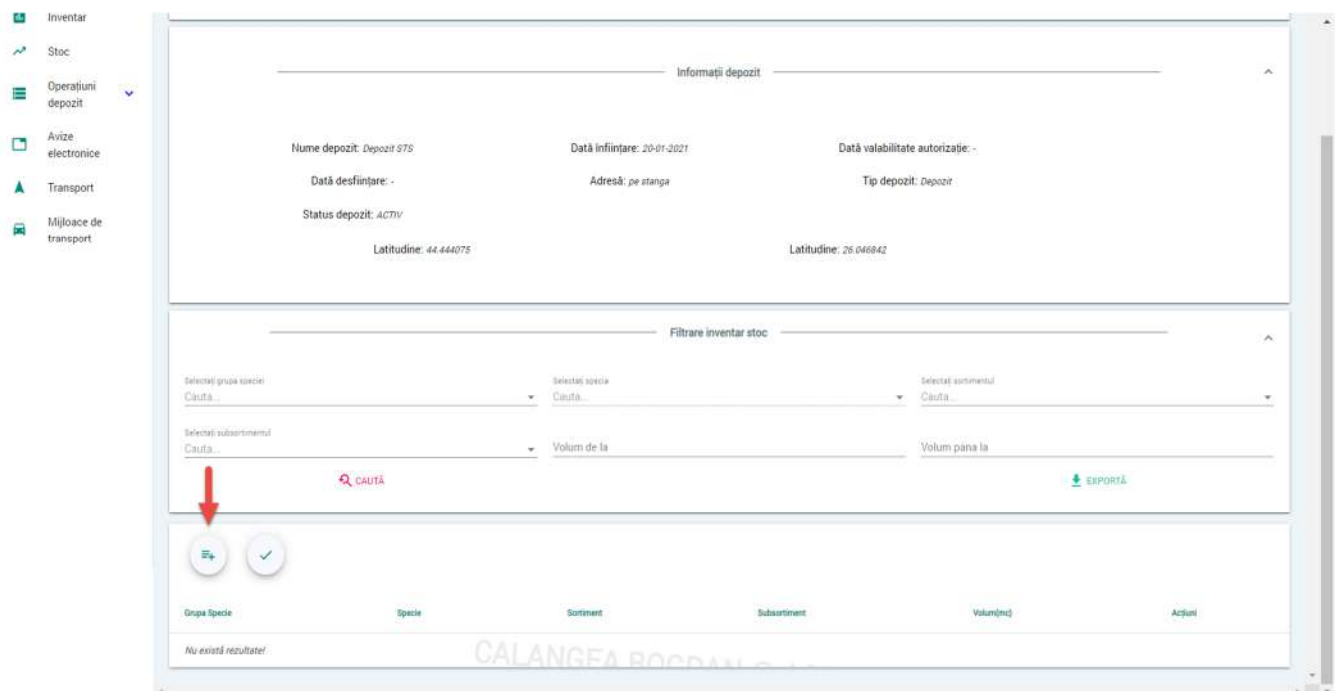 Inventar
Stoc
Operațiuni
depozit
Avize
electronice
Transport
Mijloace de
transport
Informații depozit
Nume depozit: Depozit STS
Dată înființare: 20-01-2021
Dată valabilitate autorizație: -
Dată desființare: -
Adresă: pe stanga
Tip depozit: Depozit
Status depozit: ACTIV
Latitudine: 44.444075
Latitudine: 26.046842
Filtrare inventar stoc
Selectați grupa speciei
Cauta...
Selectați specia
Cauta...
Selectați sortimentul
Cauta...
Selectați subsortimentul
Cauta...
Volum de la
Volum pana la
CAUTĂ
EXPORTĂ
Grupa Specie
Specie
Sortiment
Subsortiment
Volum(mc)
Acțiuni
Nu există rezultate!
CALANGEA BOGDAN